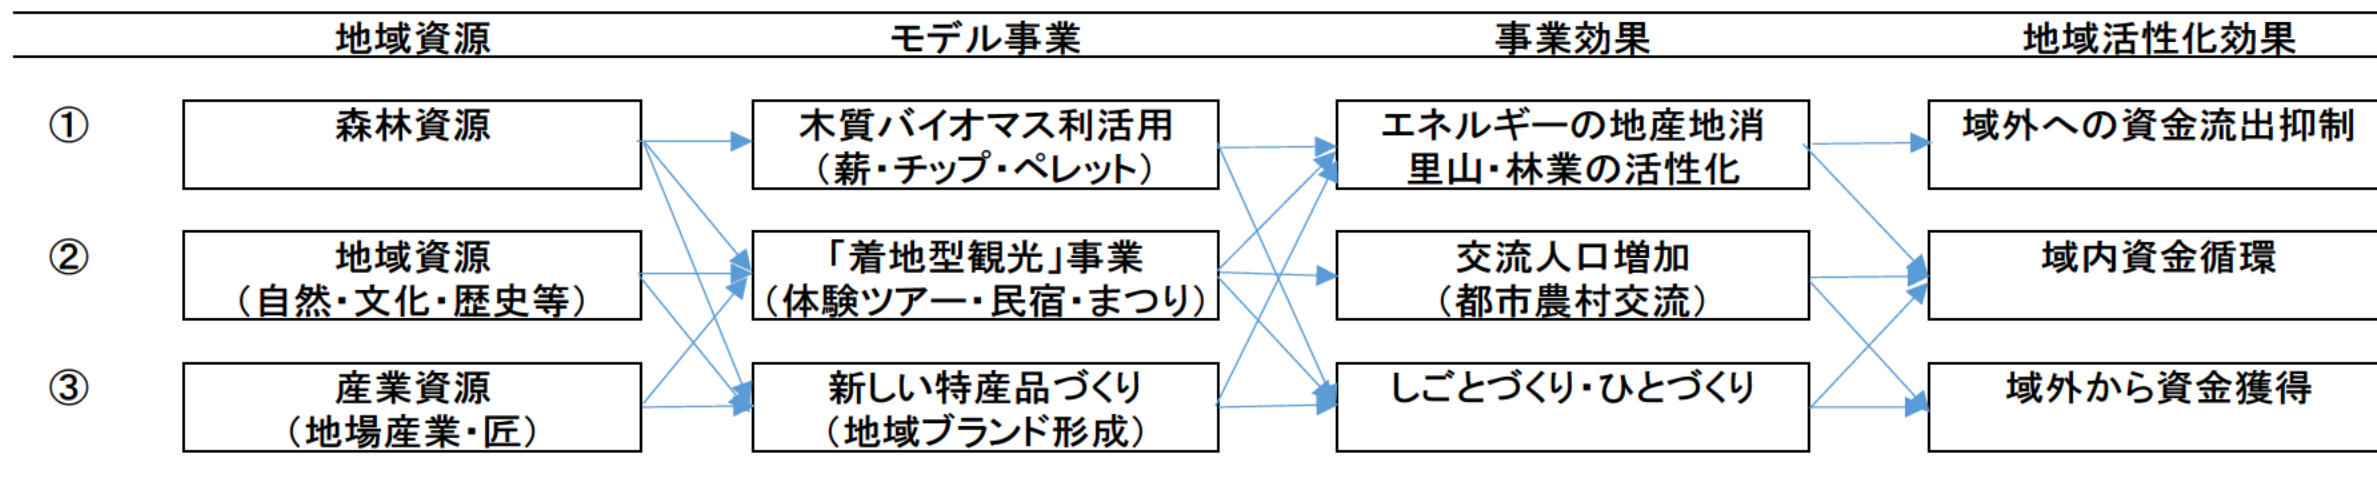 地域資源 モデル事業 事業効果 地域活性化効果
① 森林資源 木質バイオマス利活用 エネルギーの地産地消 域外への資金流出抑制
（薪・チップ・ペレット） 里山・林業の活性化
② 地域資源 「着地型観光」事業 交流人口増加 域内資金循環
（自然・文化・歴史等） （体験ツアー・民宿・まつり） （都市農村交流）
③ 産業資源 新しい特産品づくり しごとづくり・ひとづくり 域外から資金獲得
（地場産業・匠） （地域ブランド形成）